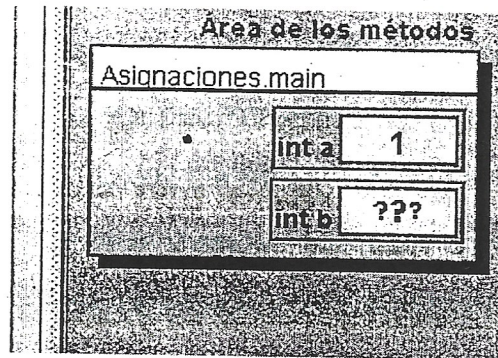 Área de los métodos
Asignaciones.main
int a 1
int b ???